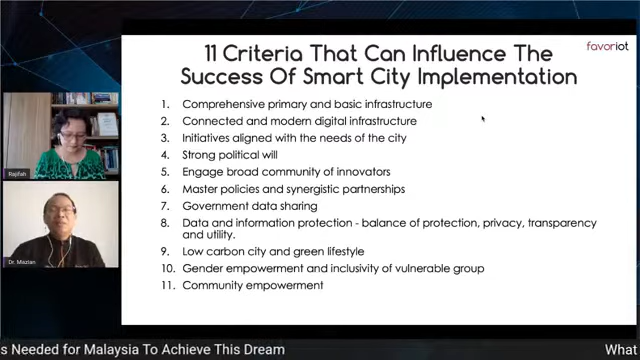 11 Criteria That Can Influence The
Success Of Smart City Implementation
favoriot
1. Comprehensive primary and basic infrastructure
2. Connected and modern digital infrastructure
3. Initiatives aligned with the needs of the city
4. Strong political will
5. Engage broad community of innovators
6. Master policies and synergistic partnerships
7. Government data sharing
8. Data and information protection - balance of protection, privacy, transparency
and utility.
9. Low carbon city and green lifestyle
10. Gender empowerment and inclusivity of vulnerable group
11. Community empowerment
Rajifah
Dr. Mazlan
s Needed for Malaysia To Achieve This Dream
What